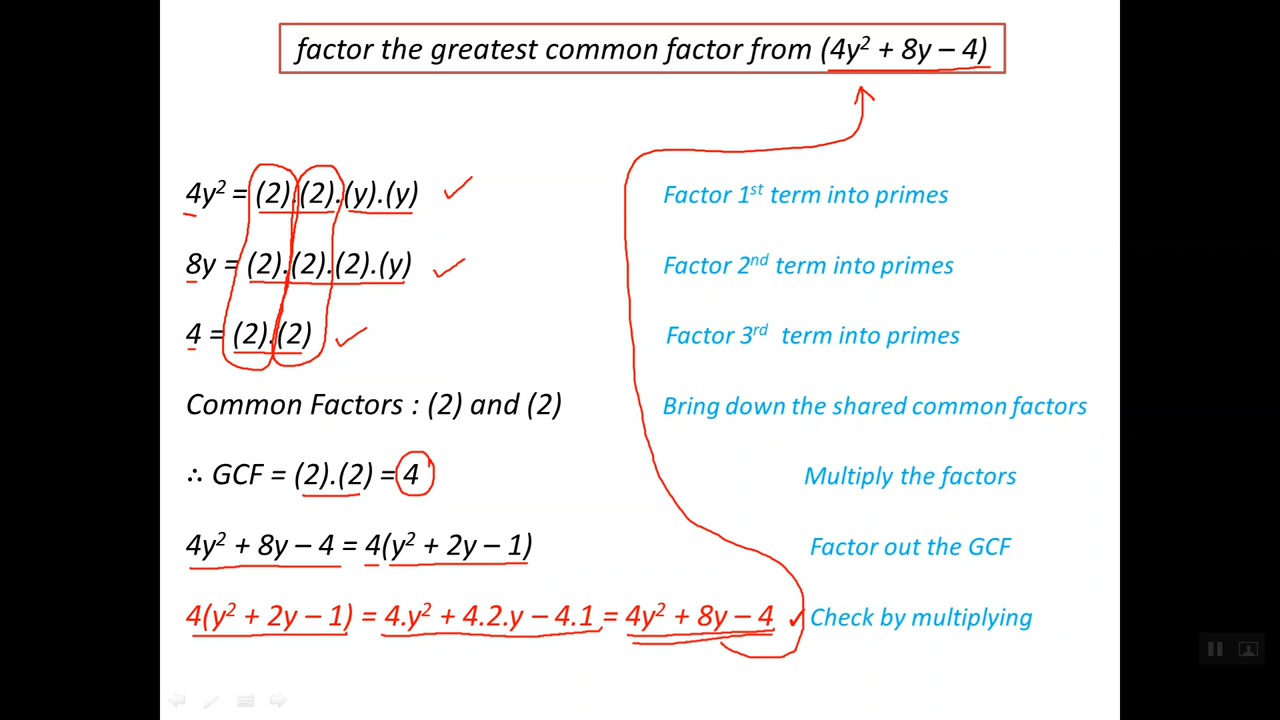 factor the greatest common factor from (4y² + 8y – 4)
4y² = (2).(2).(y).(y)
Factor 1ˢᵗ term into primes
8y = (2).(2).(2).(y)
Factor 2ⁿᵈ term into primes
4 = (2).(2)
Factor 3ʳᵈ term into primes
Common Factors : (2) and (2)
Bring down the shared common factors
∴ GCF = (2).(2) = 4
Multiply the factors
4y² + 8y – 4 = 4(y² + 2y – 1)
Factor out the GCF
4(y² + 2y – 1) = 4.y² + 4.2.y – 4.1 = 4y² + 8y – 4
Check by multiplying